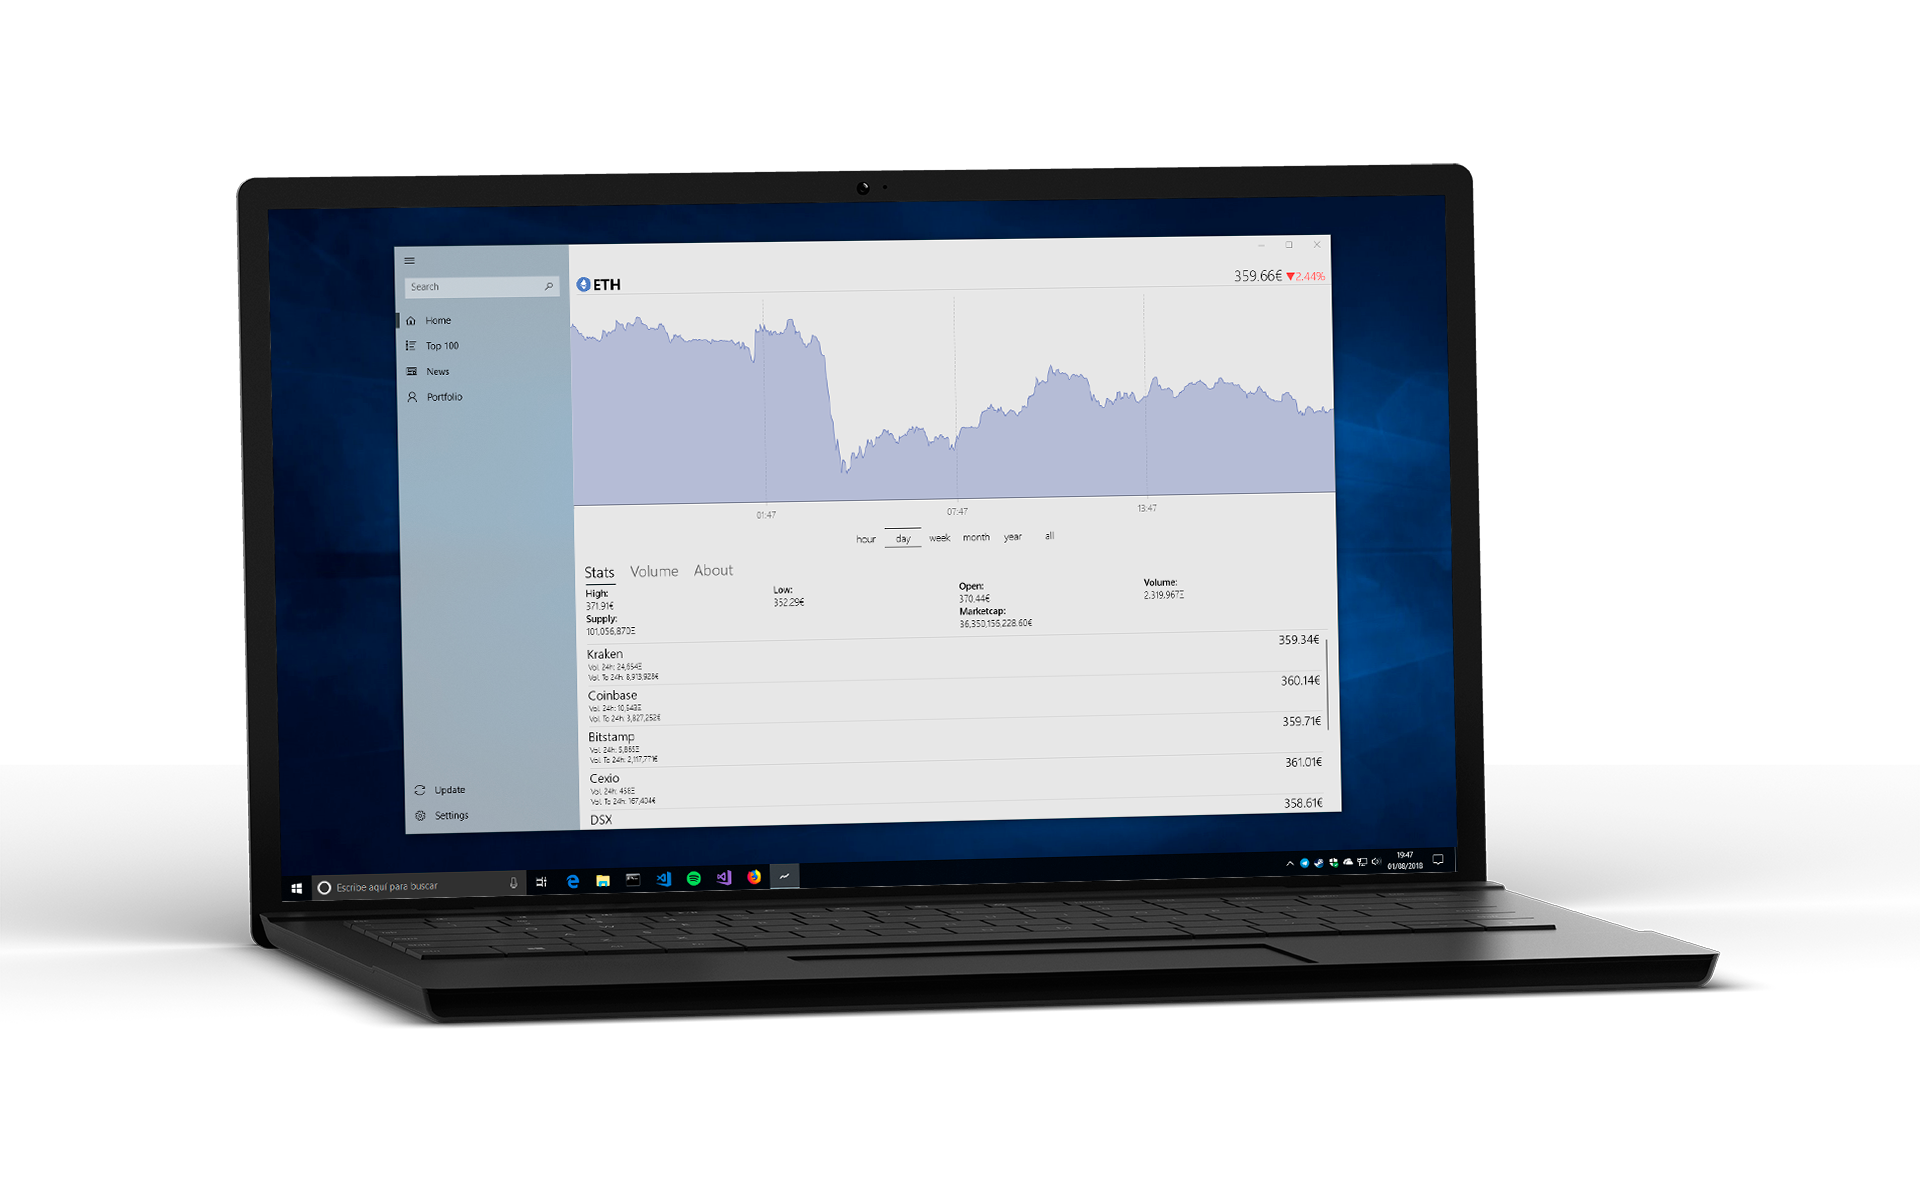 Search
Home
Top 100
News
Portfolio
Update
Settings
ETH
359.66€ ▼2.44%
01:47 07:47 13:47
hour day week month year all
Stats Volume About
High:
371.91€
Low:
352.29€
Open:
370.44€
Volume:
2.319.967Ξ
Supply:
101,056,870Ξ
Marketcap:
36,350,156,228.60€
Kraken 359.34€
Vol. 24h: 24,654Ξ
Vol. To 24h: 8,913,928€
Coinbase 360.14€
Vol. 24h: 10,543Ξ
Vol. To 24h: 3,827,252€
Bitstamp 359.71€
Vol. 24h: 5,865Ξ
Vol. To 24h: 2,117,771€
Cexio 361.01€
Vol. 24h: 458Ξ
Vol. To 24h: 167,404€
DSX 358.61€
Escribe aquí para buscar
19:47
01/08/2018